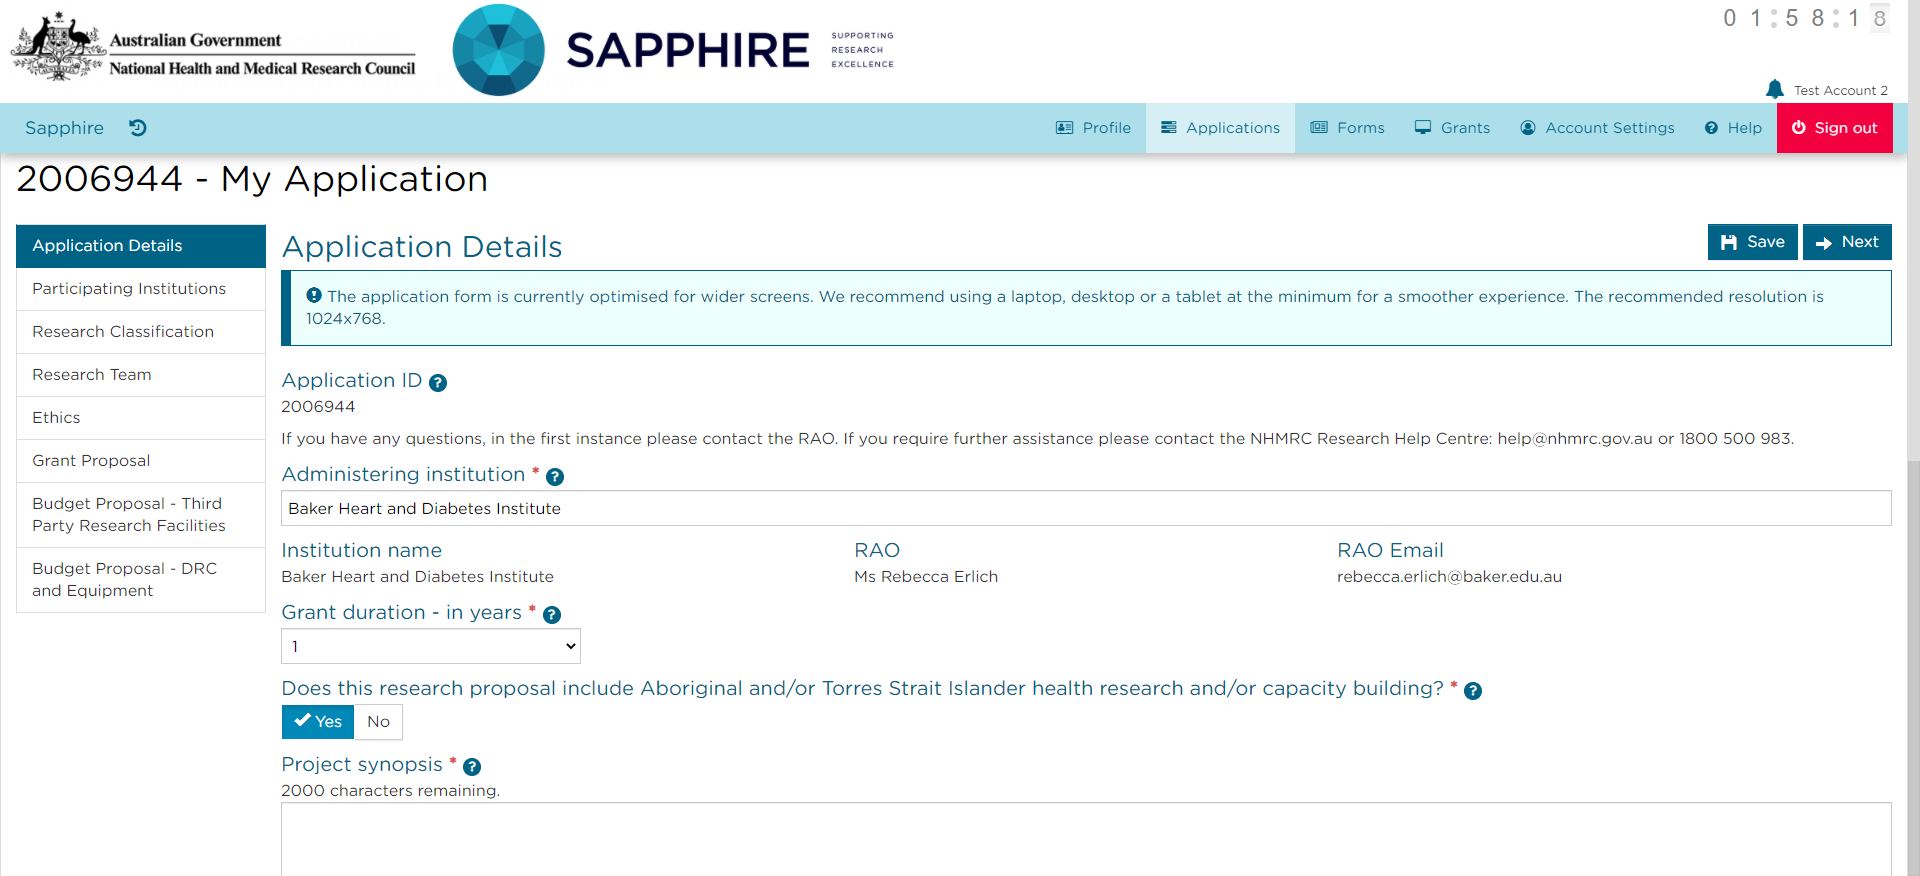 Australian Government
National Health and Medical Research Council
SAPPHIRE
SUPPORTING
RESEARCH
EXCELLENCE
01:58:18
Test Account 2
Sapphire
Profile
Applications
Forms
Grants
Account Settings
Help
Sign out
2006944 - My Application
Application Details
Participating Institutions
Research Classification
Research Team
Ethics
Grant Proposal
Budget Proposal - Third
Party Research Facilities
Budget Proposal - DRC
and Equipment
Application Details
Save
Next
The application form is currently optimised for wider screens. We recommend using a laptop, desktop or a tablet at the minimum for a smoother experience. The recommended resolution is
1024x768.
Application ID
2006944
If you have any questions, in the first instance please contact the RAO. If you require further assistance please contact the NHMRC Research Help Centre: help@nhmrc.gov.au or 1800 500 983.
Administering institution *
Baker Heart and Diabetes Institute
Institution name
Baker Heart and Diabetes Institute
RAO
Ms Rebecca Erlich
RAO Email
rebecca.erlich@baker.edu.au
Grant duration - in years *
1
Does this research proposal include Aboriginal and/or Torres Strait Islander health research and/or capacity building? *
Yes
No
Project synopsis *
2000 characters remaining.